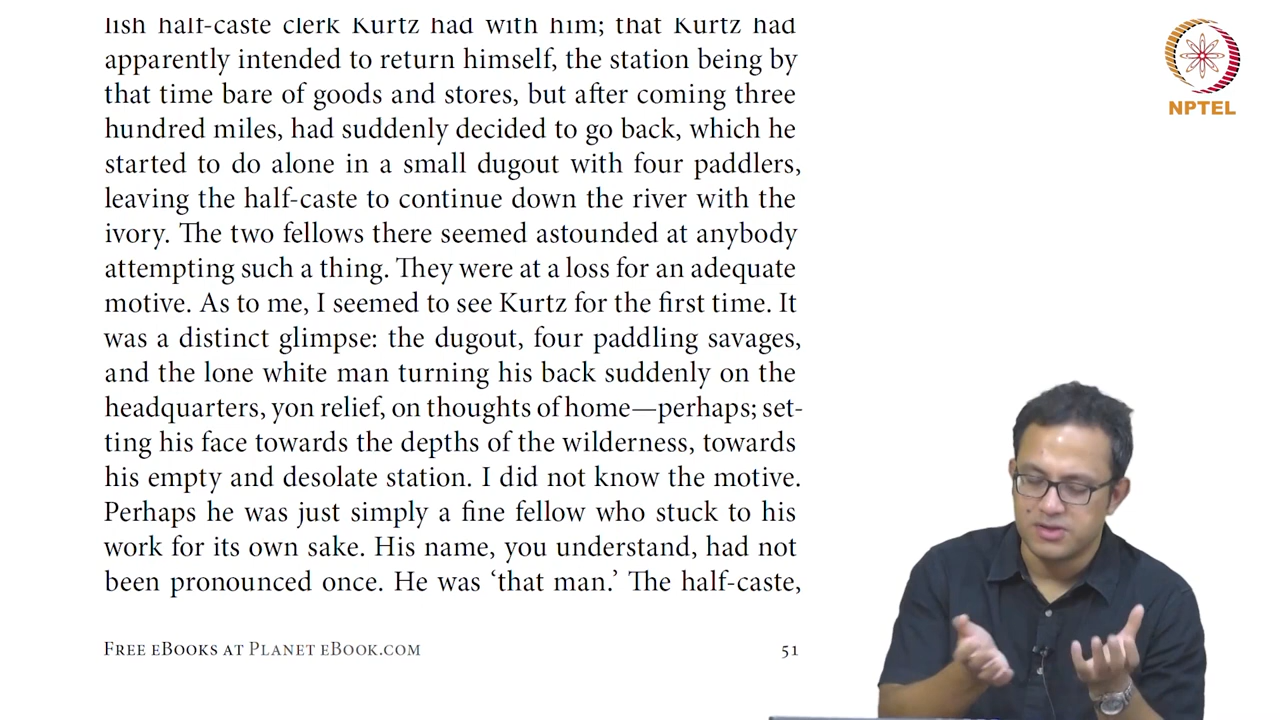 lish half-caste clerk Kurtz had with him; that Kurtz had
apparently intended to return himself, the station being by
that time bare of goods and stores, but after coming three
hundred miles, had suddenly decided to go back, which he
started to do alone in a small dugout with four paddlers,
leaving the half-caste to continue down the river with the
ivory. The two fellows there seemed astounded at anybody
attempting such a thing. They were at a loss for an adequate
motive. As to me, I seemed to see Kurtz for the first time. It
was a distinct glimpse: the dugout, four paddling savages,
and the lone white man turning his back suddenly on the
headquarters, yon relief, on thoughts of home—perhaps; set-
ting his face towards the depths of the wilderness, towards
his empty and desolate station. I did not know the motive.
Perhaps he was just simply a fine fellow who stuck to his
work for its own sake. His name, you understand, had not
been pronounced once. He was ‘that man.’ The half-caste,
Free eBooks at Planet eBook.com 51
NPTEL